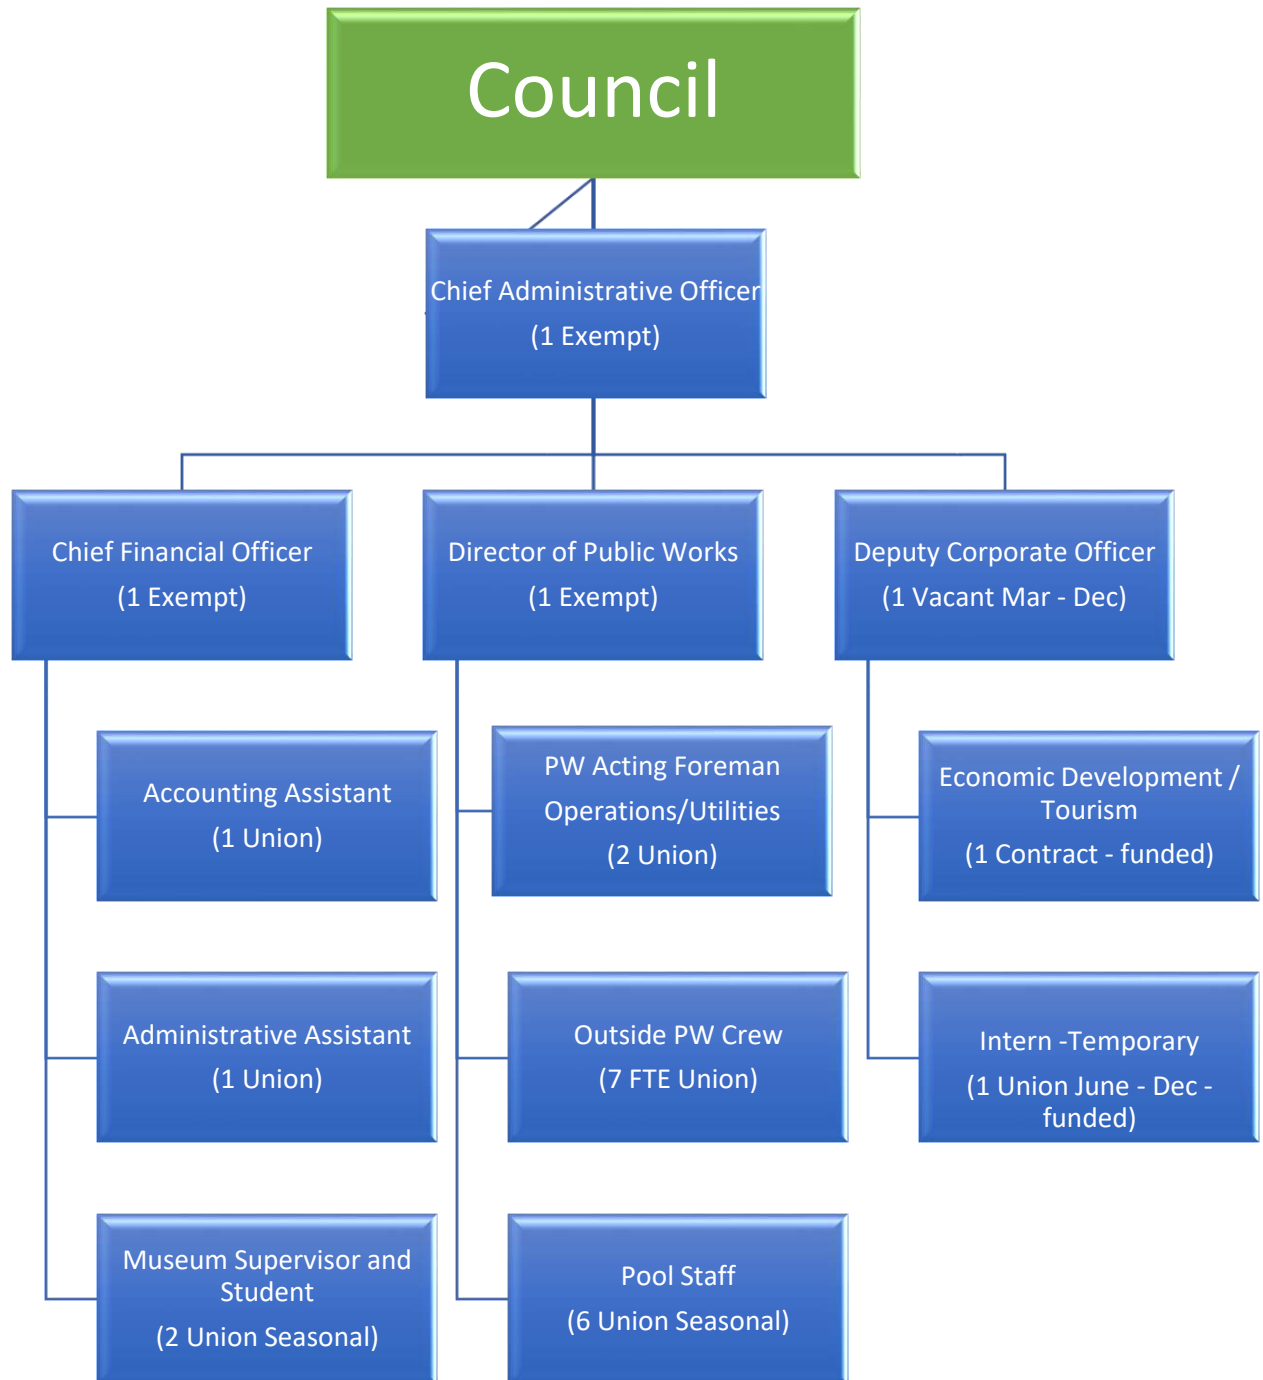 Council
Chief Administrative Officer
(1 Exempt)
Chief Financial Officer
(1 Exempt)
Director of Public Works
(1 Exempt)
Deputy Corporate Officer
(1 Vacant Mar - Dec)
Accounting Assistant
(1 Union)
PW Acting Foreman
Operations/Utilities
(2 Union)
Economic Development /
Tourism
(1 Contract - funded)
Administrative Assistant
(1 Union)
Outside PW Crew
(7 FTE Union)
Intern -Temporary
(1 Union June - Dec -
funded)
Museum Supervisor and
Student
(2 Union Seasonal)
Pool Staff
(6 Union Seasonal)